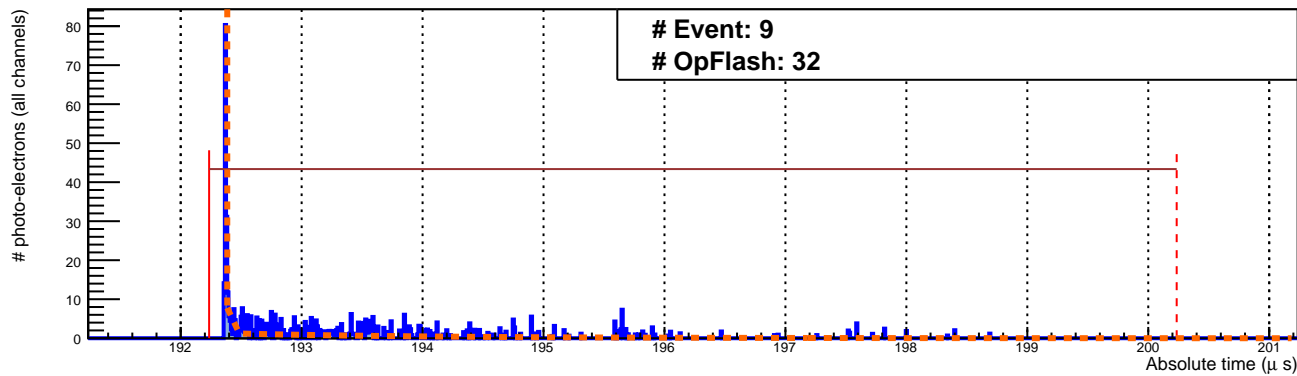 # Event: 9
# OpFlash: 32
# photo-electrons (all channels)
80
70
60
50
40
30
20
10
0
192 193 194 195 196 197 198 199 200 201
Absolute time (μ s)